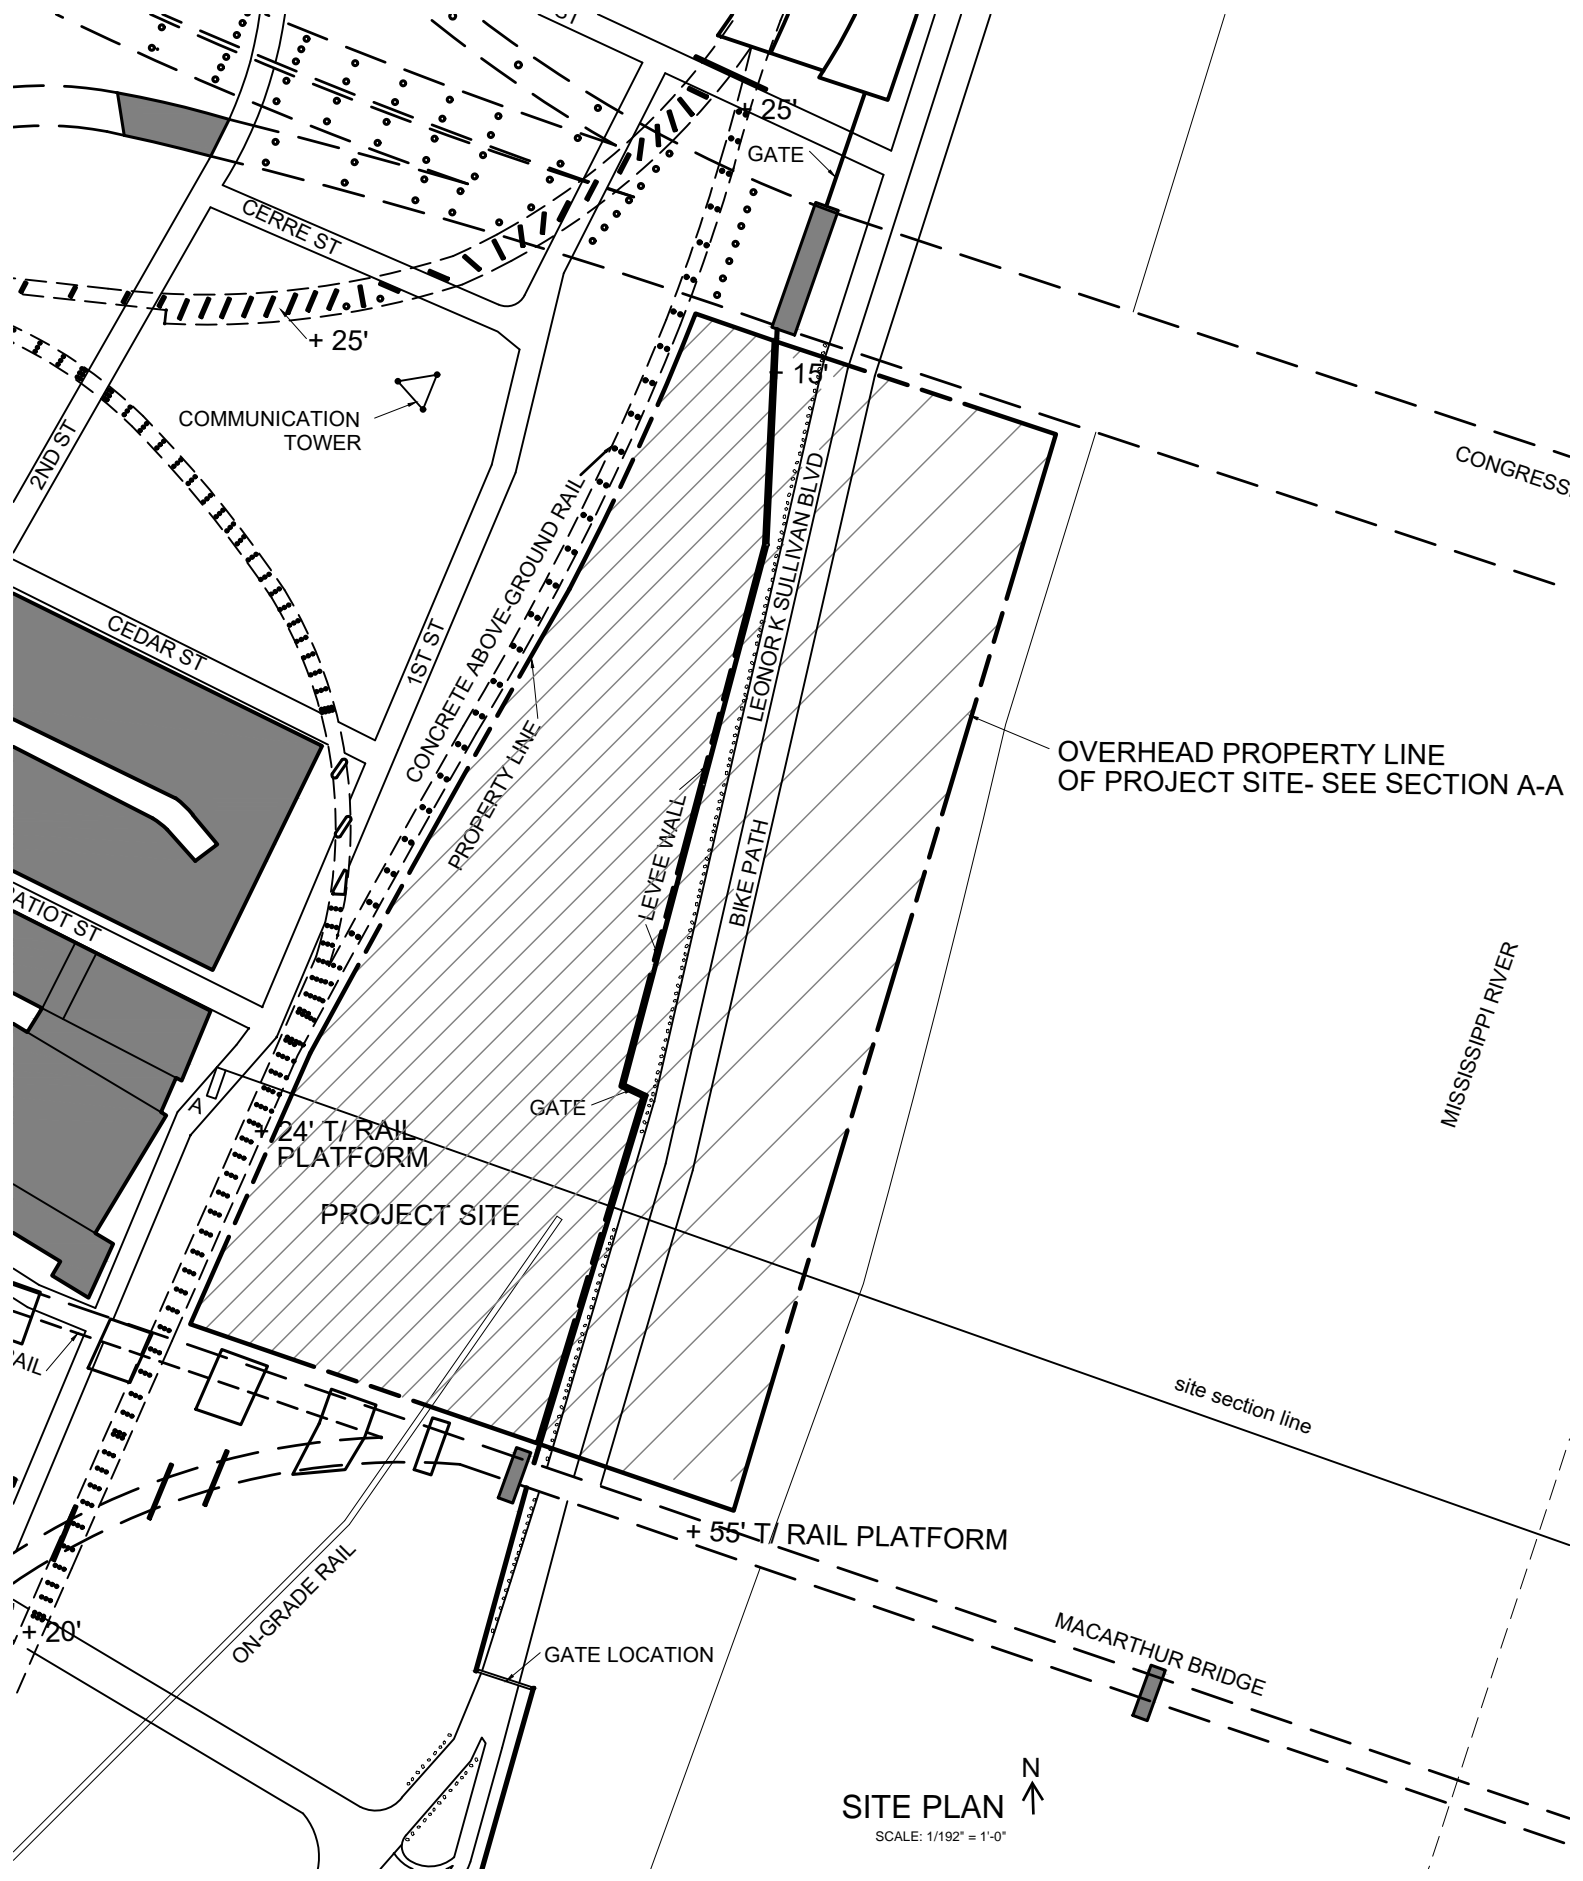 ST
+ 25'
GATE
CERRE ST
+ 25'
+ 15'
COMMUNICATION
TOWER
2ND ST
CONGRESS
CONCRETE ABOVE-GROUND RAIL
LEONOR K SULLIVAN BLVD
CEDAR ST
1ST ST
PROPERTY LINE
OVERHEAD PROPERTY LINE
OF PROJECT SITE- SEE SECTION A-A
LEVEE WALL
BIKE PATH
RATIOT ST
MISSISSIPPI RIVER
A
GATE
+ 24' T/ RAIL
PLATFORM
PROJECT SITE
AIL
site section line
+ 55' T/ RAIL PLATFORM
ON-GRADE RAIL
+ 20'
GATE LOCATION
MACARTHUR BRIDGE
N
SITE PLAN
SCALE: 1/192" = 1'-0"